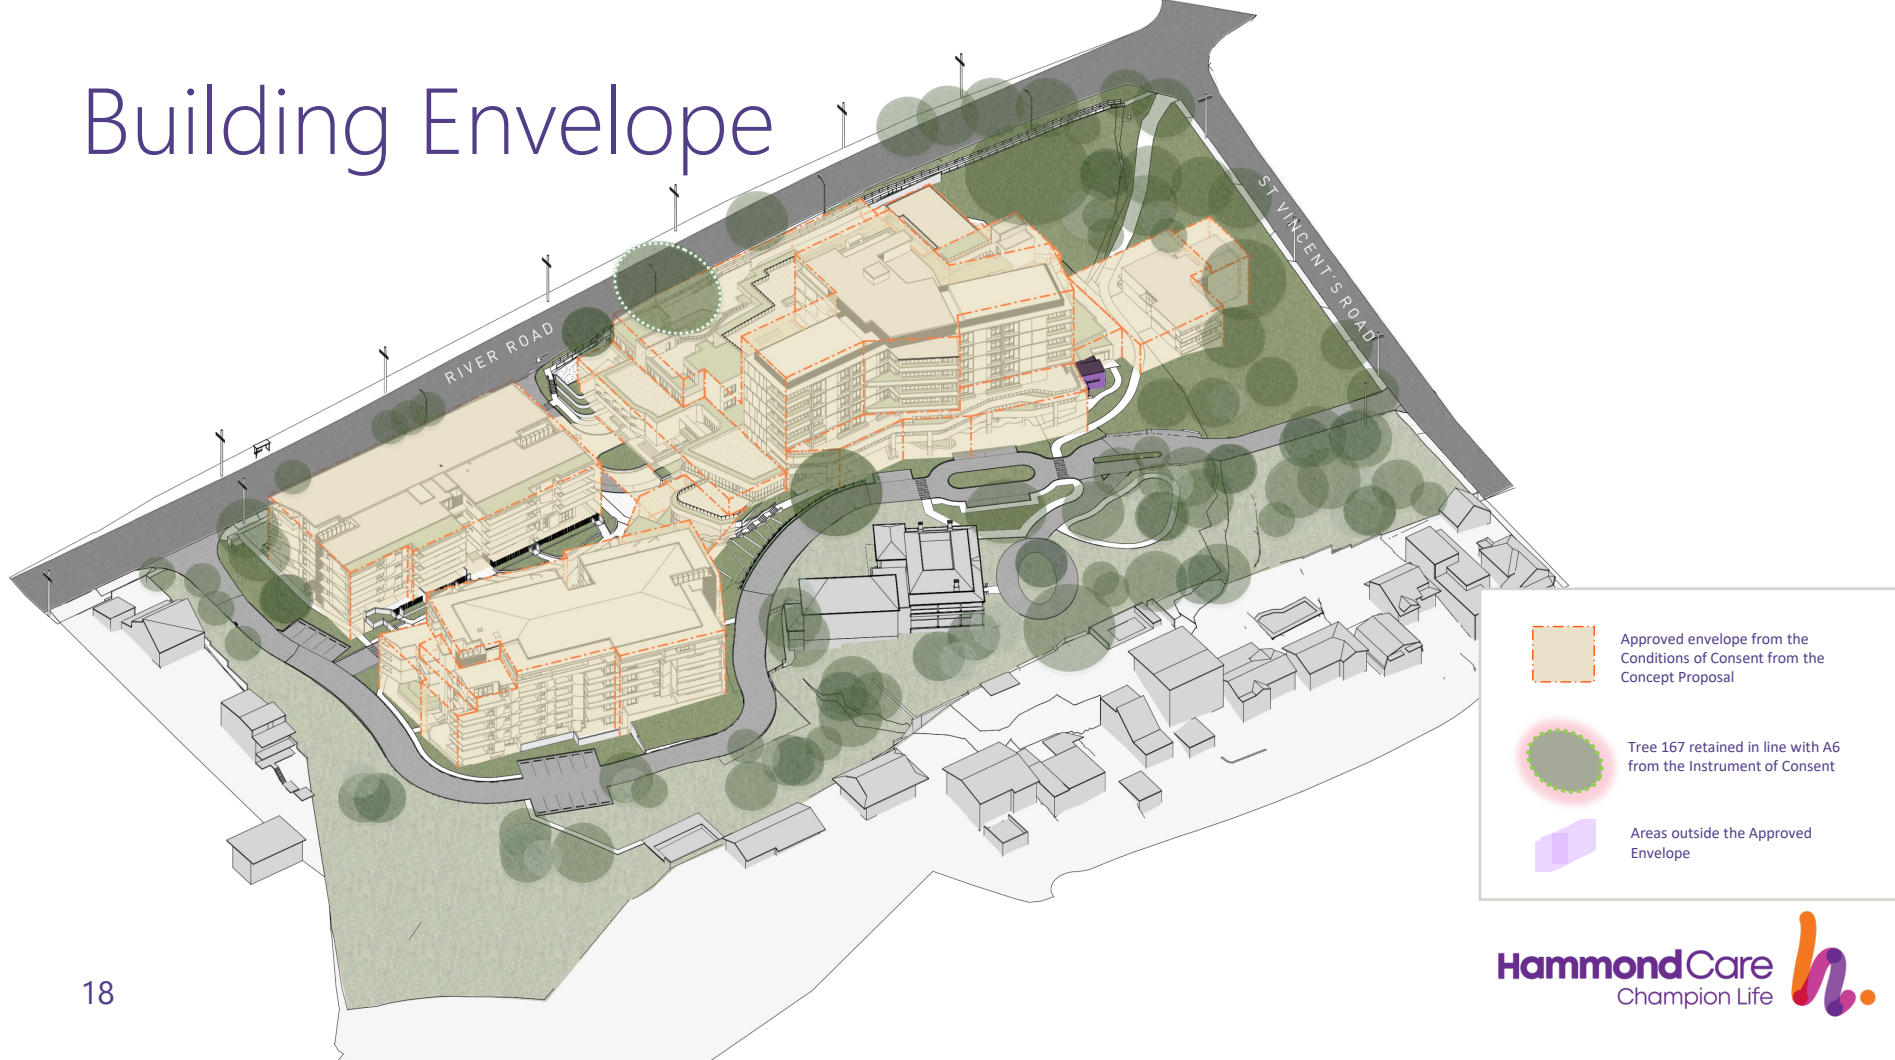 Building Envelope
RIVER ROAD
ST VINCENT'S ROAD
Approved envelope from the
Conditions of Consent from the
Concept Proposal
Tree 167 retained in line with A6
from the Instrument of Consent
Areas outside the Approved
Envelope
HammondCare
Champion Life
18